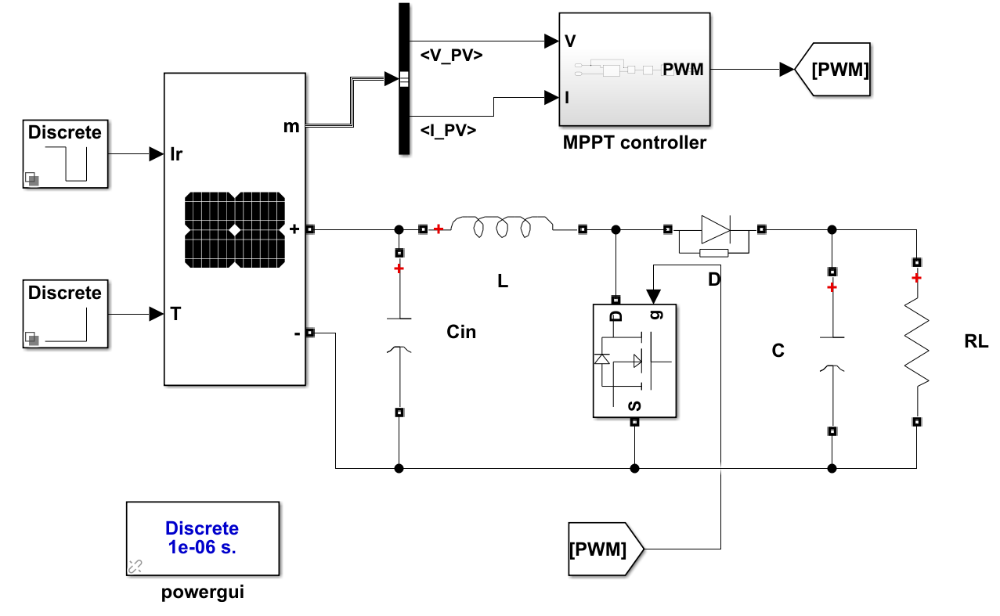 Discrete
Ir
m
<V_PV>
<I_PV>
V
I
PWM
MPPT controller
[PWM]
Discrete
T
+
-
+
L
+
Cin
D
D
g
S
+
C
+
RL
[PWM]
Discrete
1e-06 s.
powergui